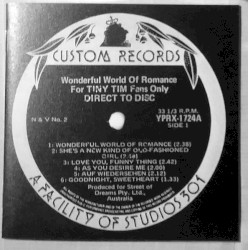 CUSTOM RECORDS
Wonderful World Of Romance
For TINY TIM Fans Only
DIRECT TO DISC
33 1/3 R.P.M.
N & V No. 2
YPRX-1724A
SIDE 1
1: WONDERFUL WORLD OF ROMANCE (2.38)
2: SHE'S A NEW KIND OF OLD-FASHIONED
GIRL
3: LOVE YOU, FUNNY THING (2.42)
4: AS YOU DESIRE ME (2.00)
5: AUF WIEDERSEHEN (2.12)
6: GOODNIGHT, SWEETHEART (1.33)
Produced for Street of
Dreams Pty. Ltd.,
Australia
A FACILITY OF STUDIOS 301